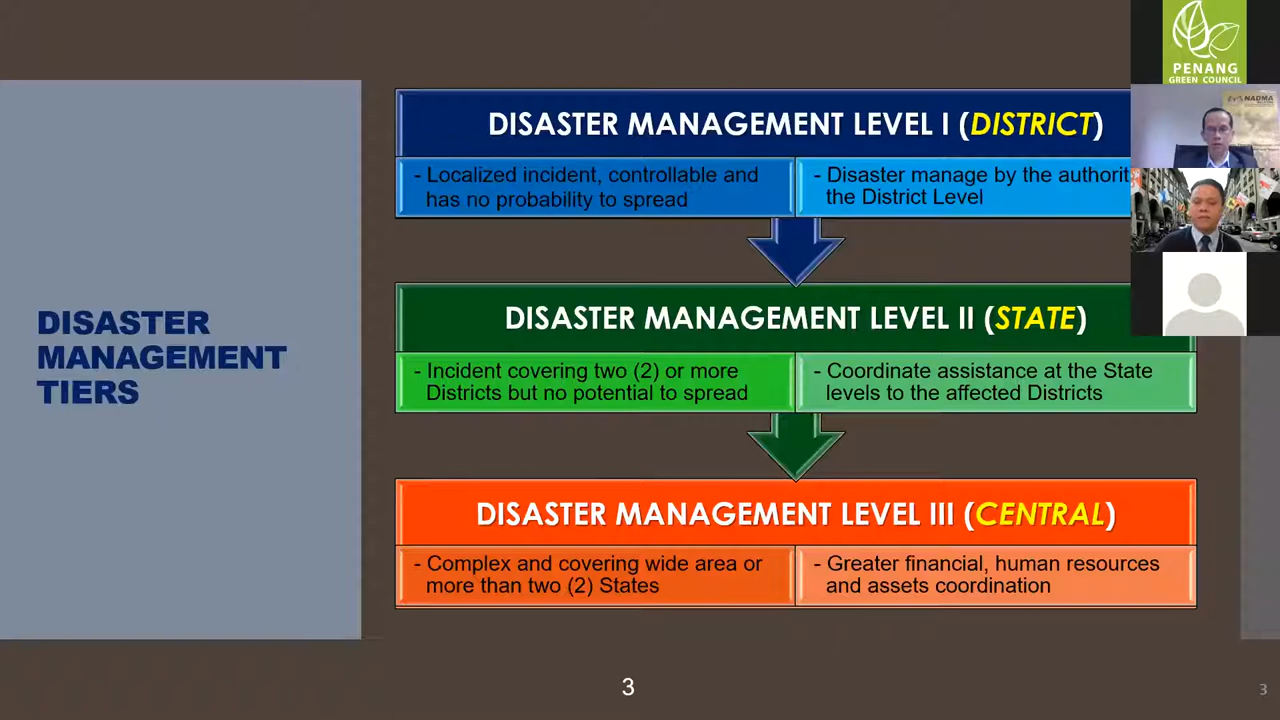 PENANG
GREEN COUNCIL
NADMA
DISASTER MANAGEMENT LEVEL I (DISTRICT)
- Localized incident, controllable and
has no probability to spread
- Disaster manage by the authorit
the District Level
DISASTER
MANAGEMENT
TIERS
DISASTER MANAGEMENT LEVEL II (STATE)
- Incident covering two (2) or more
Districts but no potential to spread
- Coordinate assistance at the State
levels to the affected Districts
DISASTER MANAGEMENT LEVEL III (CENTRAL)
- Complex and covering wide area or
more than two (2) States
- Greater financial, human resources
and assets coordination
3
3